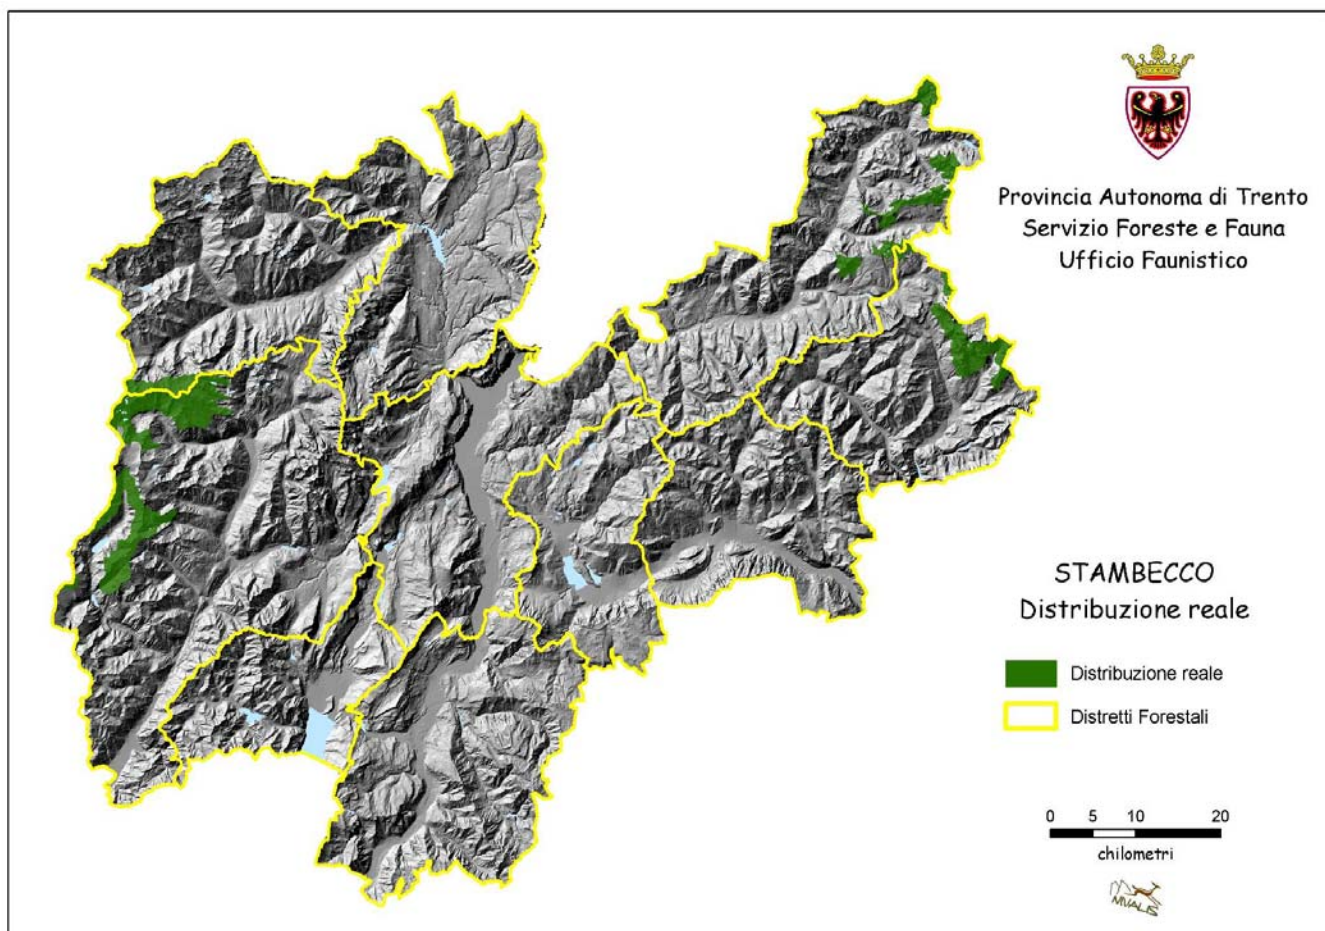 Provincia Autonoma di Trento
Servizio Foreste e Fauna
Ufficio Faunistico
STAMBECCO
Distribuzione reale
Distribuzione reale
Distretti Forestali
0 5 10 20
chilometri
NIVALIS